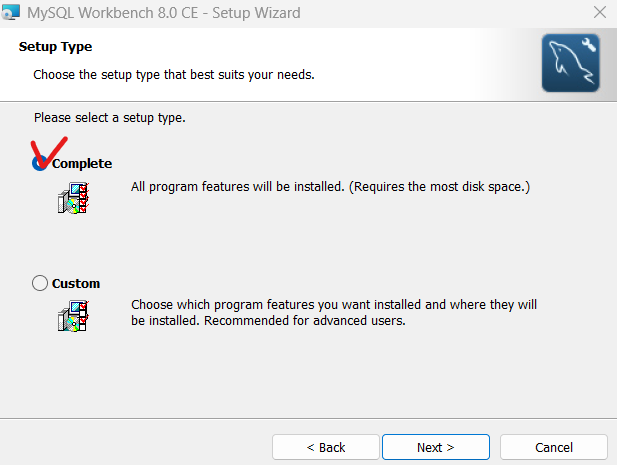 MySQL Workbench 8.0 CE - Setup Wizard
Setup Type
Choose the setup type that best suits your needs.
Please select a setup type.
Complete
All program features will be installed. (Requires the most disk space.)
Custom
Choose which program features you want installed and where they will
be installed. Recommended for advanced users.
< Back
Next >
Cancel